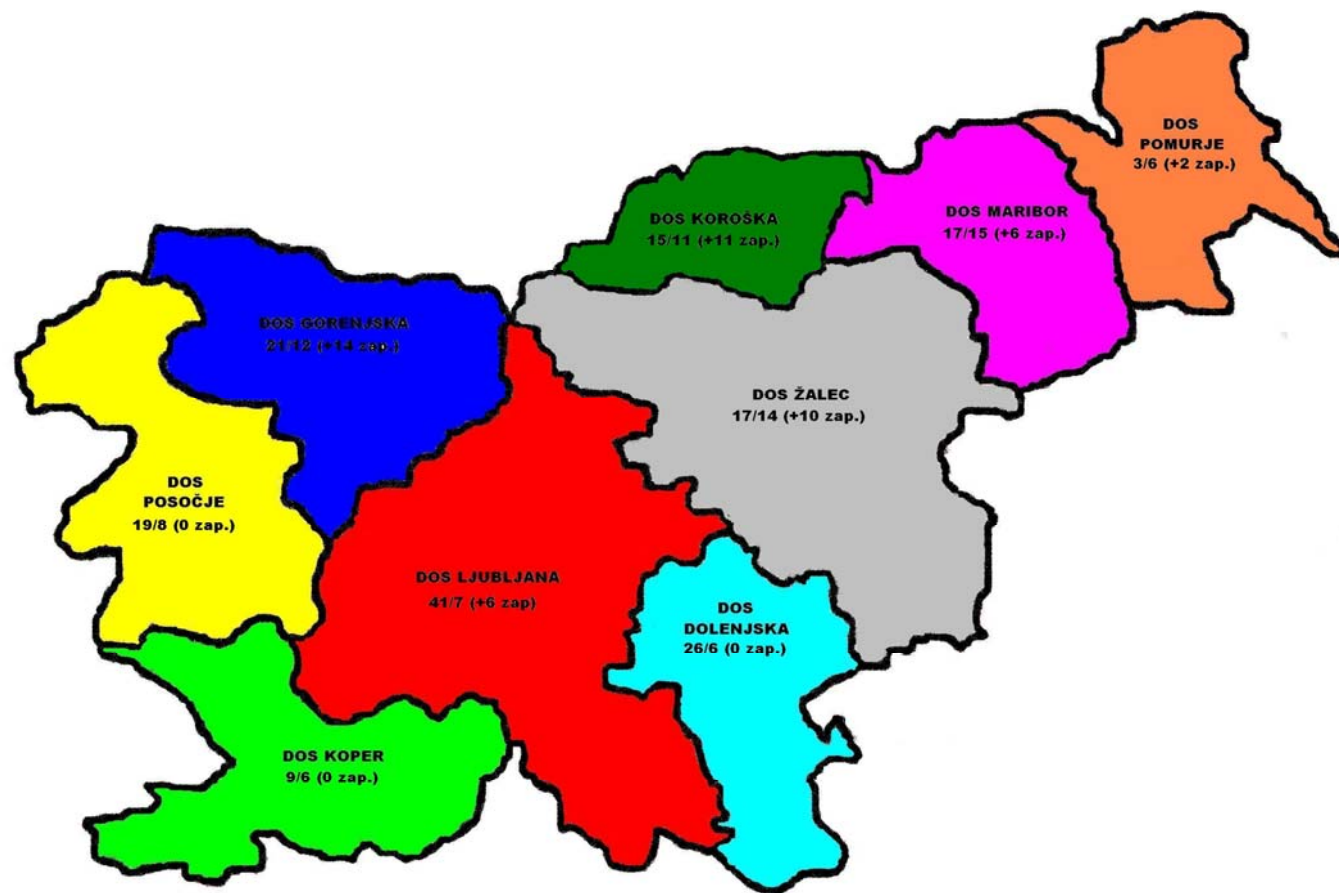 DOS
POMURJE
3/6 (+2 zap.)
DOS KOROŠKA
15/11 (+11 zap.)
DOS MARIBOR
17/15 (+6 zap.)
DOS GORENJSKA
21/12 (+14 zap.)
DOS ŽALEC
17/14 (+10 zap.)
DOS
POSOČJE
19/8 (0 zap.)
DOS LJUBLJANA
41/7 (+6 zap)
DOS
DOLENJSKA
26/6 (0 zap.)
DOS KOPER
9/6 (0 zap.)